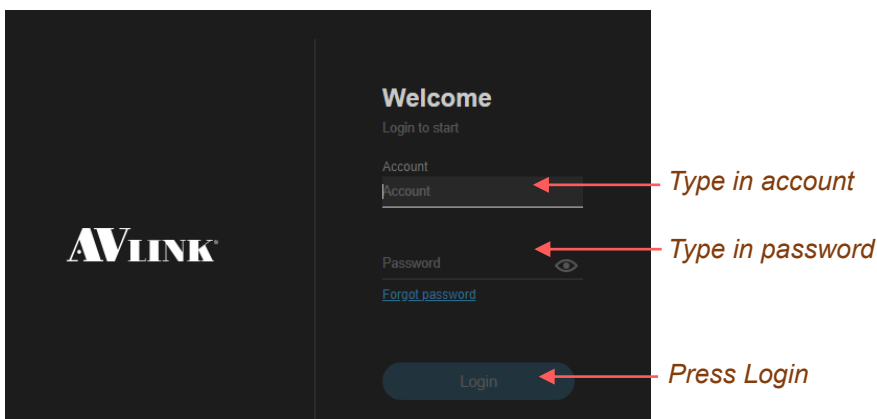 Welcome
Login to start
Account
Account
Type in account
AVLINK®
Type in password
Password
Forgot password
Login
Press Login